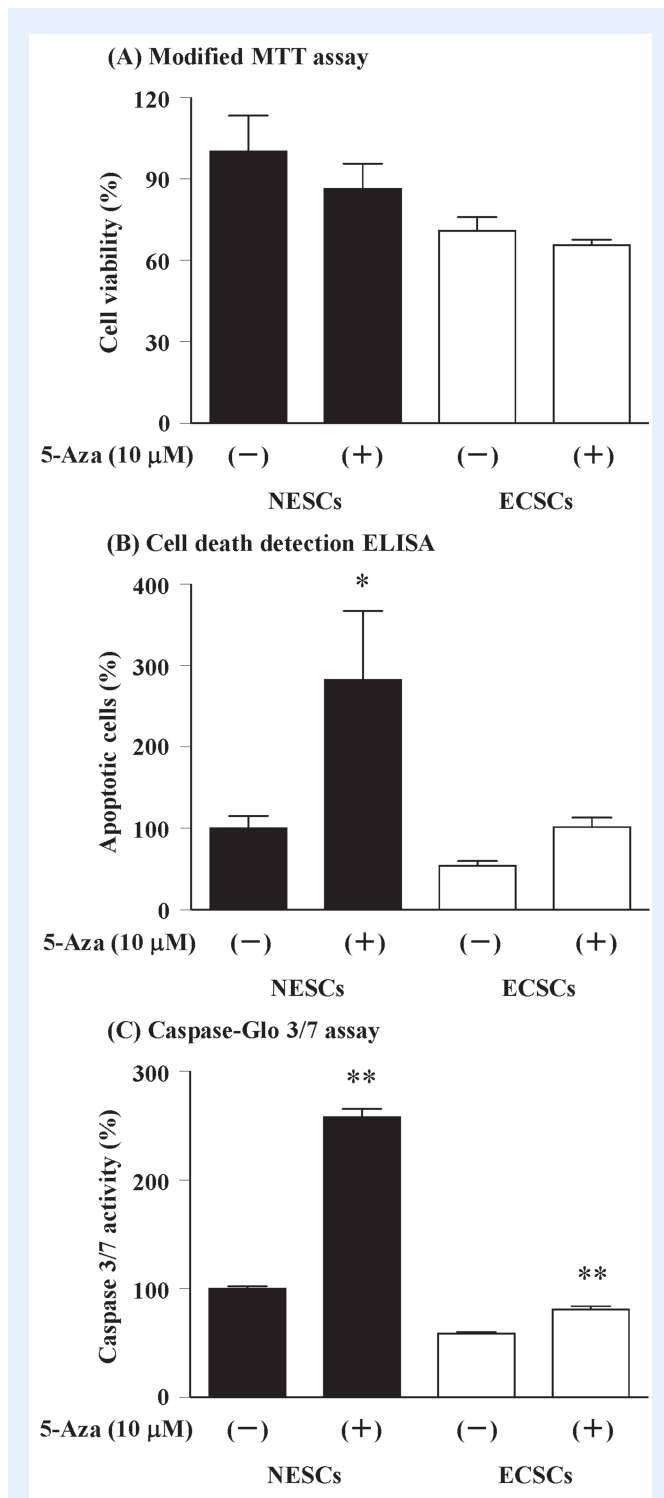 (A) Modified MTT assay
120
90
60
30
0
Cell viability (%)
5-Aza (10 μM) (−) (+) (−) (+)
NESCs ECSCs
(B) Cell death detection ELISA
*
400
300
200
100
0
Apoptotic cells (%)
5-Aza (10 μM) (−) (+) (−) (+)
NESCs ECSCs
(C) Caspase-Glo 3/7 assay
**
**
300
200
100
0
Caspase 3/7 activity (%)
5-Aza (10 μM) (−) (+) (−) (+)
NESCs ECSCs